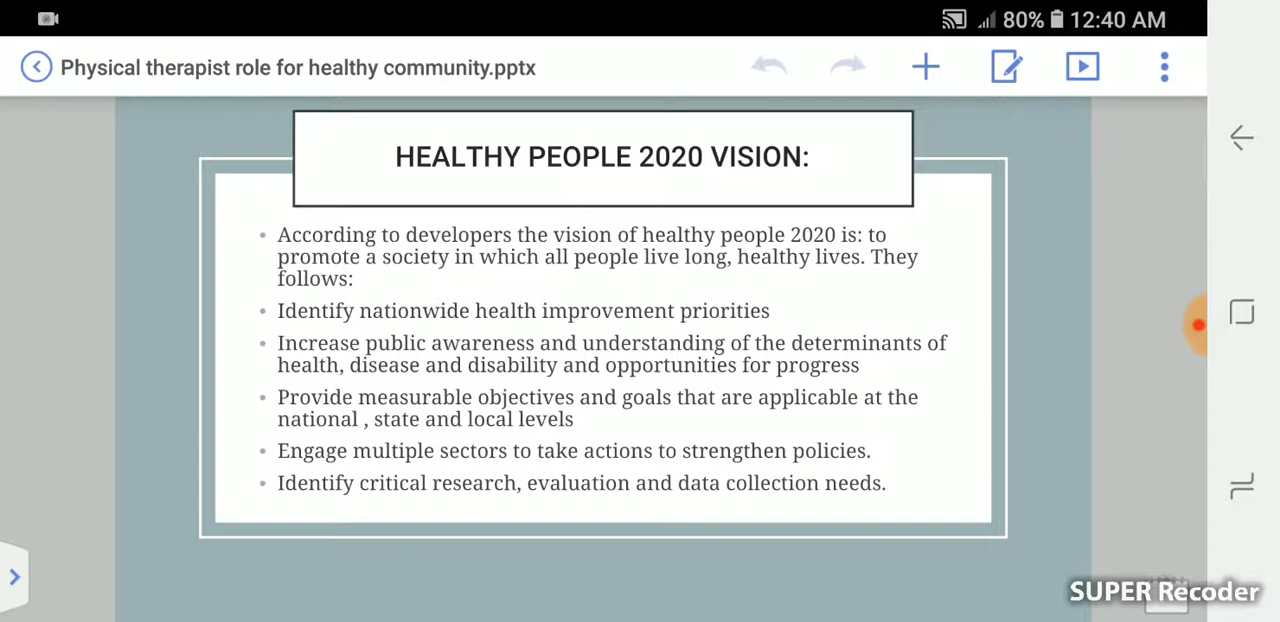 80% 12:40 AM
Physical therapist role for healthy community.pptx
HEALTHY PEOPLE 2020 VISION:
• According to developers the vision of healthy people 2020 is: to
promote a society in which all people live long, healthy lives. They
follows:
• Identify nationwide health improvement priorities
• Increase public awareness and understanding of the determinants of
health, disease and disability and opportunities for progress
• Provide measurable objectives and goals that are applicable at the
national , state and local levels
• Engage multiple sectors to take actions to strengthen policies.
• Identify critical research, evaluation and data collection needs.
SUPER Recoder